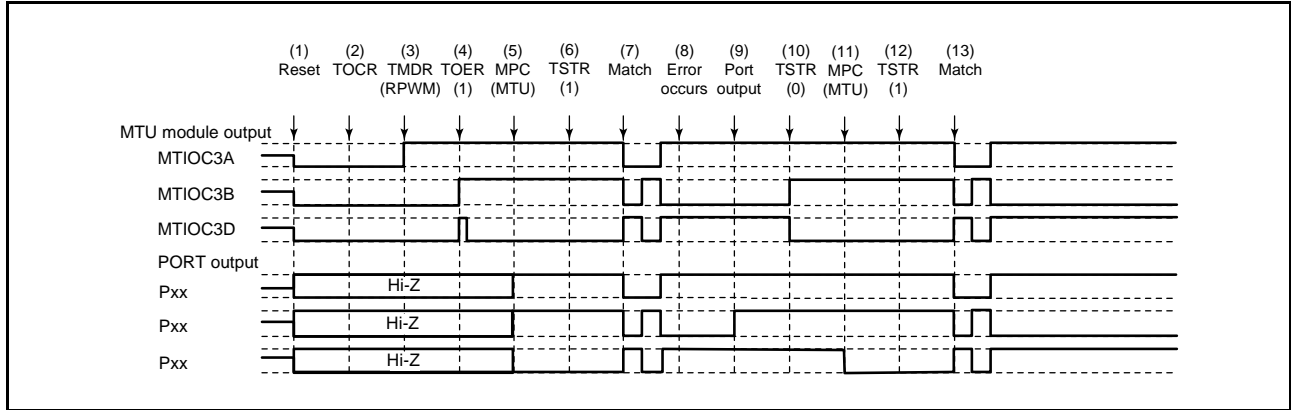 (1) (2) (3) (4) (5) (6) (7) (8) (9) (10) (11) (12) (13)
Reset TOCR TMDR TOER MPC TSTR Match Error Port TSTR MPC TSTR Match
(RPWM) (1) (MTU) (1) occurs output (0) (MTU) (1)
MTU module output
MTIOC3A
MTIOC3B
MTIOC3D
PORT output
Pxx Hi-Z
Pxx Hi-Z
Pxx Hi-Z